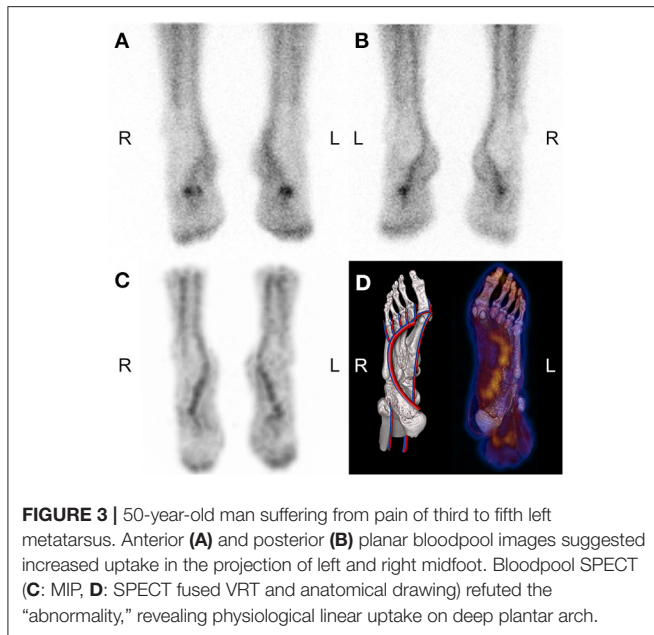 A
B
R
L L
R
C
D
R
L
R
L
FIGURE 3 | 50-year-old man suffering from pain of third to fifth left
metatarsus. Anterior (A) and posterior (B) planar bloodpool images suggested
increased uptake in the projection of left and right midfoot. Bloodpool SPECT
(C: MIP, D: SPECT fused VRT and anatomical drawing) refuted the
“abnormality,” revealing physiological linear uptake on deep plantar arch.